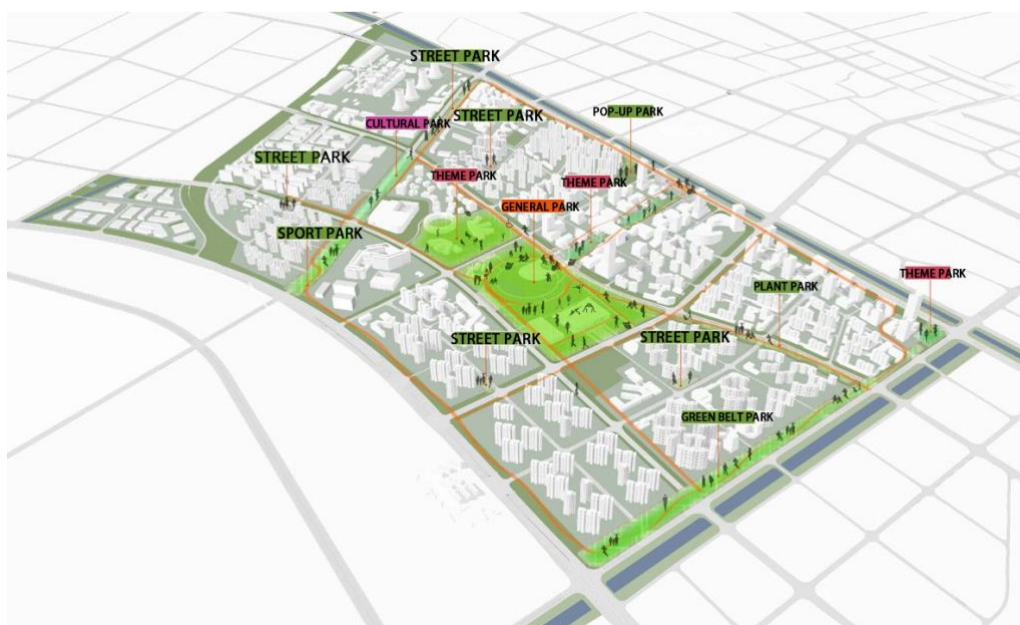 STREET PARK
STREET PARK
POP-UP PARK
CULTURAL PARK
STREET PARK
THEME PARK
THEME PARK
GENERAL PARK
SPORT PARK
THEME PARK
PLANT PARK
STREET PARK
STREET PARK
GREEN BELT PARK